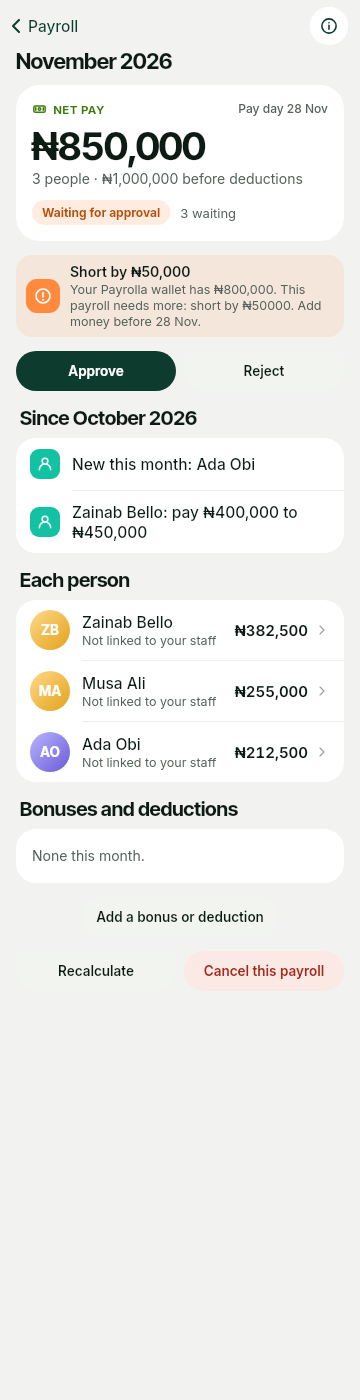 Payroll
November 2026
NET PAY
Pay day 28 Nov
₦850,000
3 people · ₦1,000,000 before deductions
Waiting for approval
3 waiting
Short by ₦50,000
Your Payrolla wallet has ₦800,000. This
payroll needs more: short by ₦50000. Add
money before 28 Nov.
Approve
Reject
Since October 2026
New this month: Ada Obi
Zainab Bello: pay ₦400,000 to
₦450,000
Each person
ZB
Zainab Bello
Not linked to your staff
₦382,500
MA
Musa Ali
Not linked to your staff
₦255,000
AO
Ada Obi
Not linked to your staff
₦212,500
Bonuses and deductions
None this month.
Add a bonus or deduction
Recalculate
Cancel this payroll